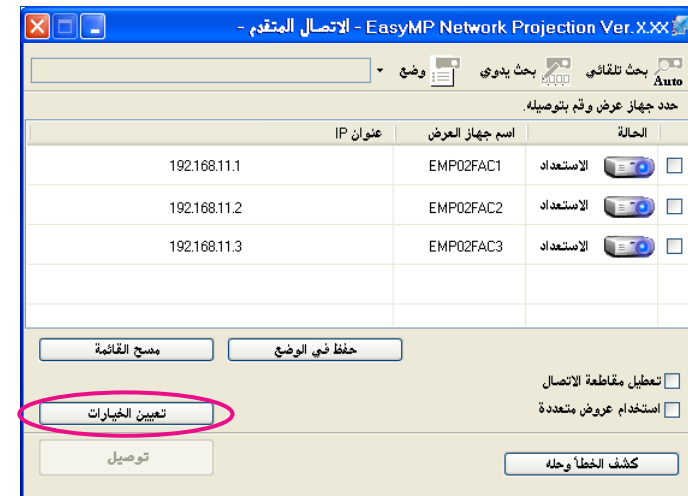 EasyMP Network Projection Ver.X.XX - الاتصال المتقدم -
Auto بحث تلقائي بحث يدوي وضع
حدد جهاز عرض وقم بتوصيله.
الحالة اسم جهاز العرض عنوان IP
الاستعداد EMP02FAC1 192.168.11.1
الاستعداد EMP02FAC2 192.168.11.2
الاستعداد EMP02FAC3 192.168.11.3
حفظ في الوضع مسح القائمة
تعطيل مقاطعة الاتصال
استخدام عروض متعددة
تعيين الخيارات
توصيل
كشف الخطأ وحله